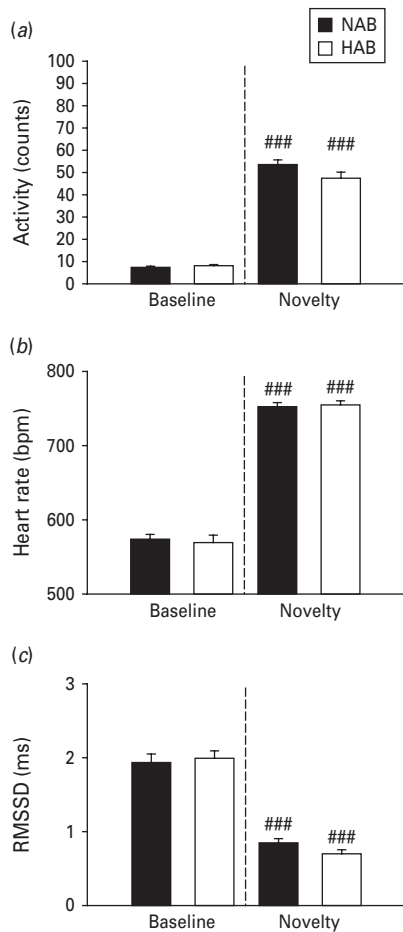 (a)
NAB
HAB
Activity (counts)
100
90
80
70
60
50
40
30
20
10
0
###
###
Baseline
Novelty
(b)
Heart rate (bpm)
800
700
600
500
###
###
Baseline
Novelty
(c)
RMSSD (ms)
3
2
1
0
###
###
Baseline
Novelty